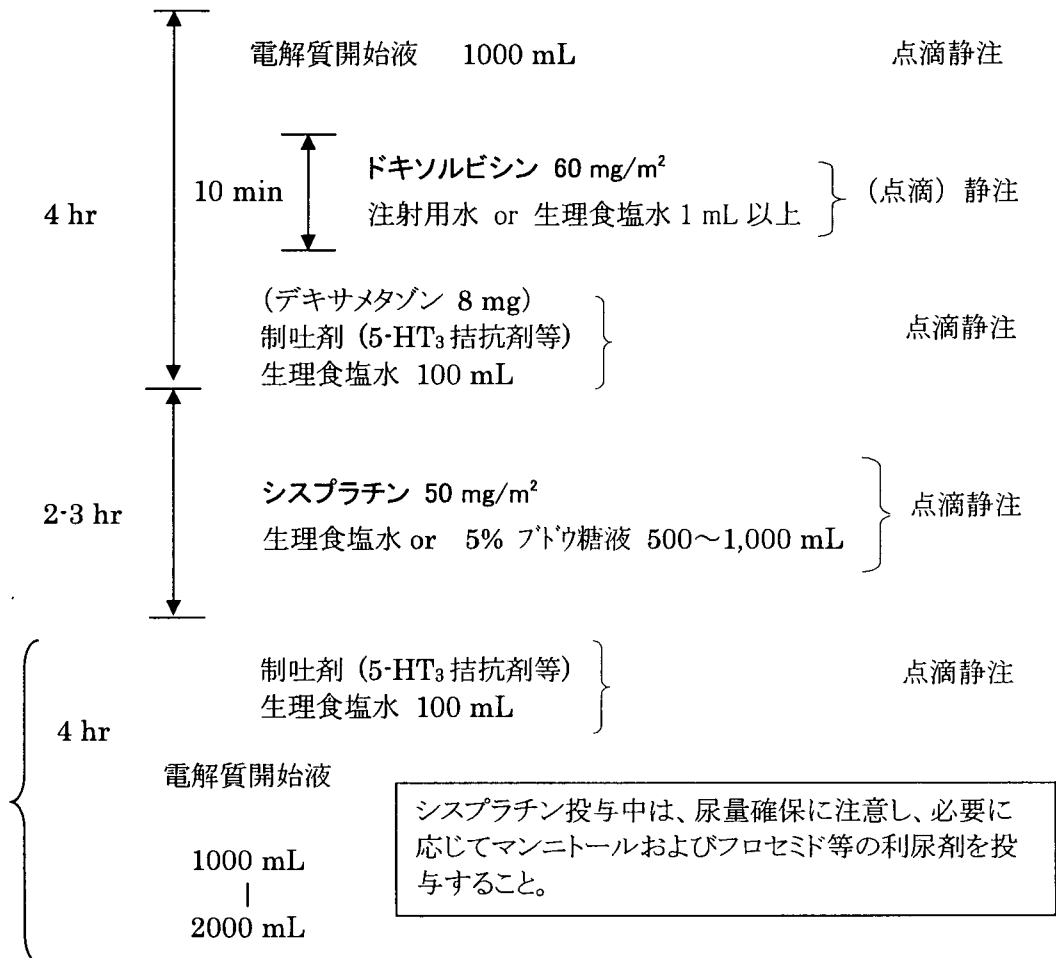 電解質開始液 1000 mL 点滴静注
4 hr
10 min
ドキソルビシン 60 mg/m²
注射用水 or 生理食塩水 1 mL 以上
(点滴) 静注
(デキサメタゾン 8 mg)
制吐剤 (5-HT₃ 拮抗剤等)
生理食塩水 100 mL
点滴静注
2-3 hr
シスプラチン 50 mg/m²
生理食塩水 or 5% ブドウ糖液 500~1,000 mL
点滴静注
4 hr
制吐剤 (5-HT₃ 拮抗剤等)
生理食塩水 100 mL
点滴静注
電解質開始液
1000 mL
|
2000 mL
シスプラチン投与中は、尿量確保に注意し、必要に
応じてマンニトールおよびフロセミド等の利尿剤を投
与すること。